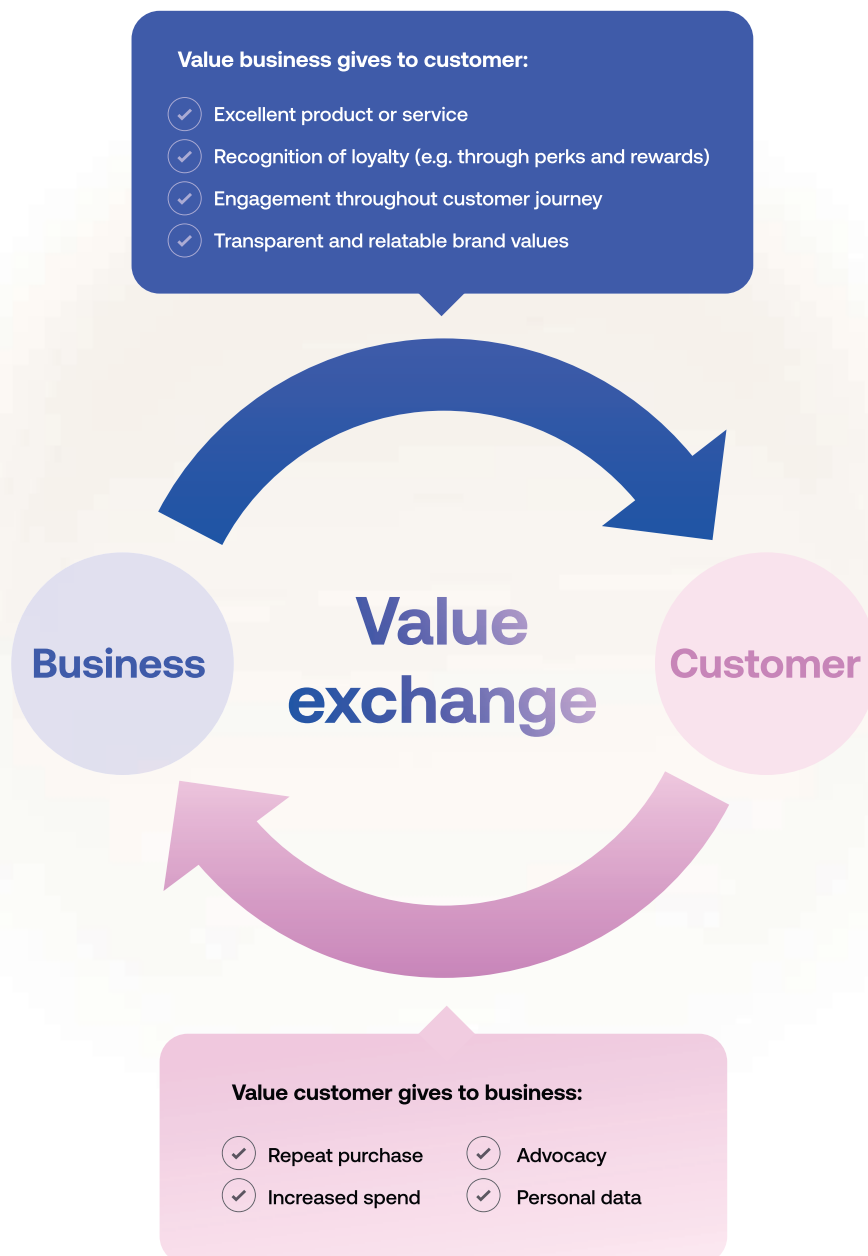 Value business gives to customer:
Excellent product or service
Recognition of loyalty (e.g. through perks and rewards)
Engagement throughout customer journey
Transparent and relatable brand values
Value
exchange
Business
Customer
Value customer gives to business:
Repeat purchase
Advocacy
Increased spend
Personal data